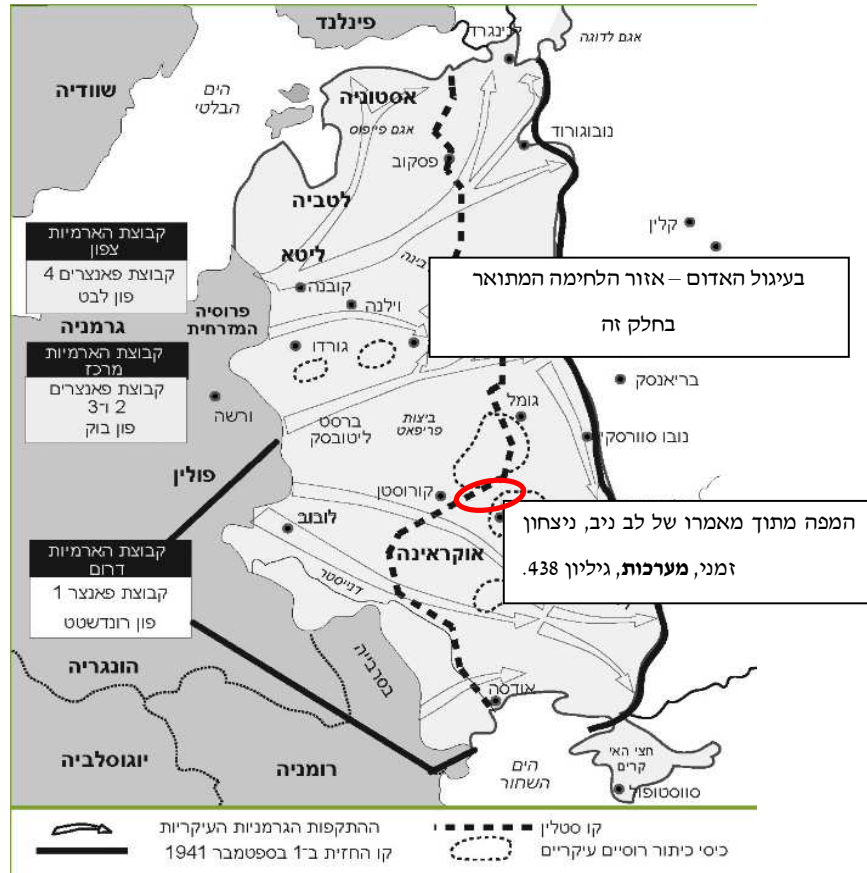 פינלנד
לנינגרד
אגם לדוגה
שוודיה
הים
הבלטי
אסטוניה
אגם פייפוס
נובוגורוד
פסקוב
לטביה
קלין
קבוצת הארמיות
צפון
קבוצת פאנצרים 4
פון לבט
ליטא
קובנה
וילנה
פרוסיה
המזרחית
גרמניה
בעיגול האדום – אזור הלחימה המתואר
בחלק זה
קבוצת הארמיות
מרכז
קבוצת פאנצרים
2 ו־3
פון בוק
גורדו
בריאנסק
ורשה
ברסט
ליטובסק
ביצות
פריפאט
גומל
נובו סוורסקי
פולין
קורוסטן
לובוב
אוקראינה
המפה מתוך מאמרו של לב ניב, ניצחון
זמני, מערכות, גיליון 438.
קבוצת הארמיות
דרום
קבוצת פאנצר 1
פון רונדשטט
דנייסטר
הונגריה
בסרבייה
אודסה
יוגוסלביה
רומניה
הים
השחור
חצי האי
קרים
סווסטופול
ההתקפות הגרמניות העיקריות
קו סטלין
קו החזית ב־1 בספטמבר 1941
כיסי כיתור רוסיים עיקריים